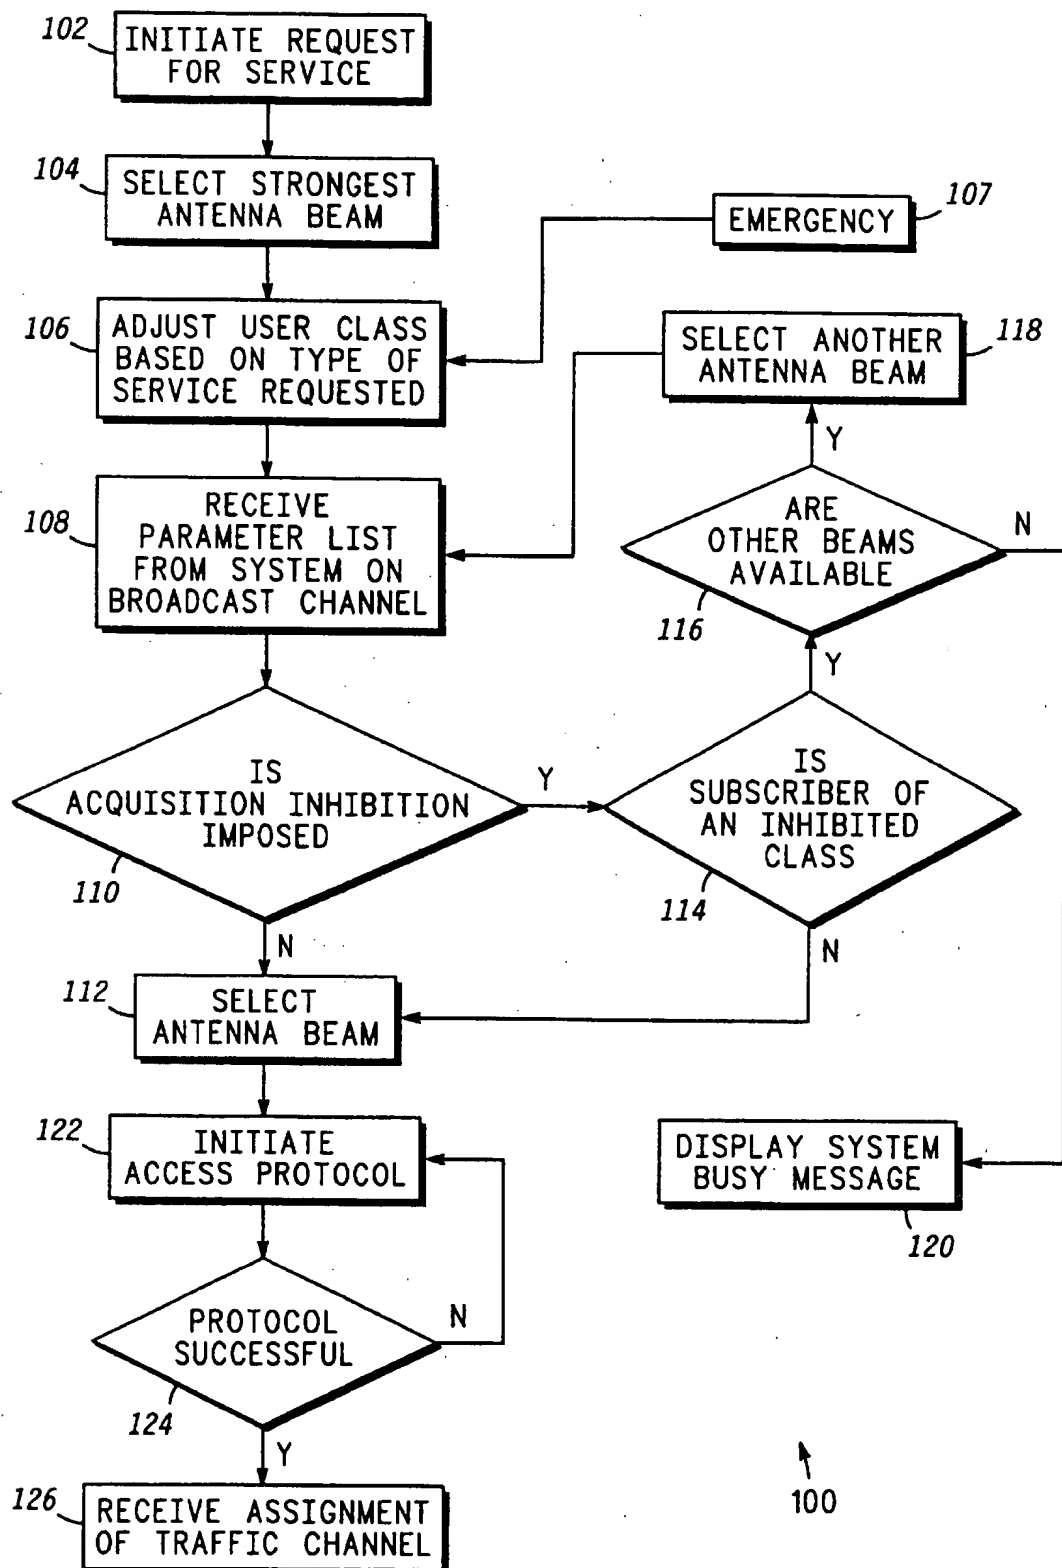 102
INITIATE REQUEST
FOR SERVICE
104
SELECT STRONGEST
ANTENNA BEAM
EMERGENCY
107
106
ADJUST USER CLASS
BASED ON TYPE OF
SERVICE REQUESTED
SELECT ANOTHER
ANTENNA BEAM
118
Y
108
RECEIVE
PARAMETER LIST
FROM SYSTEM ON
BROADCAST CHANNEL
ARE
OTHER BEAMS
AVAILABLE
N
116
Y
IS
ACQUISITION INHIBITION
IMPOSED
Y
110
IS
SUBSCRIBER OF
AN INHIBITED
CLASS
114
N
N
112
SELECT
ANTENNA BEAM
122
INITIATE
ACCESS PROTOCOL
DISPLAY SYSTEM
BUSY MESSAGE
120
PROTOCOL
SUCCESSFUL
N
124
Y
126
RECEIVE ASSIGNMENT
OF TRAFFIC CHANNEL
100